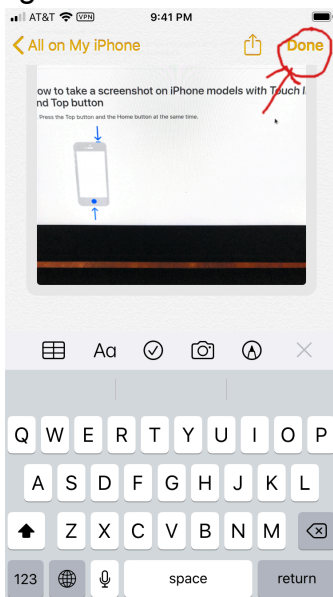 AT&T VPN 9:41 PM
All on My iPhone Done
ow to take a screenshot on iPhone models with Touch I
nd Top button
Press the Top button and the Home button at the same time.
Aa
Q W E R T Y U I O P
A S D F G H J K L
Z X C V B N M
123 space return